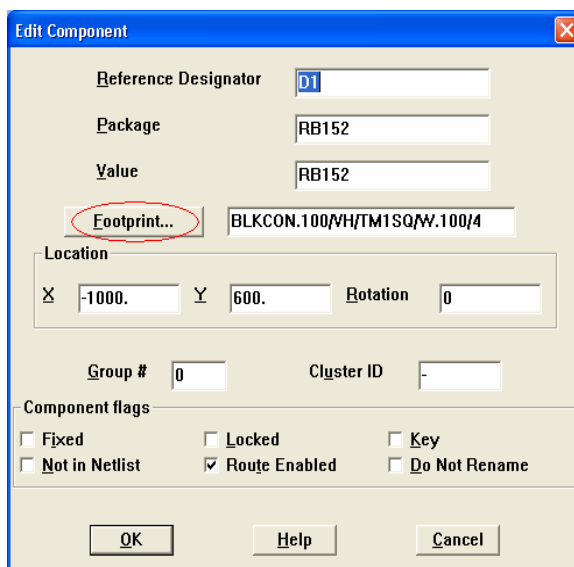 Edit Component
Reference Designator D1
Package RB152
Value RB152
Footprint... BLKCON.100/VH/TM1SQ/W.100/4
Location
X -1000. Y 600. Rotation 0
Group # 0 Cluster ID -
Component flags
Fixed Locked Key
Not in Netlist Route Enabled Do Not Rename
OK Help Cancel